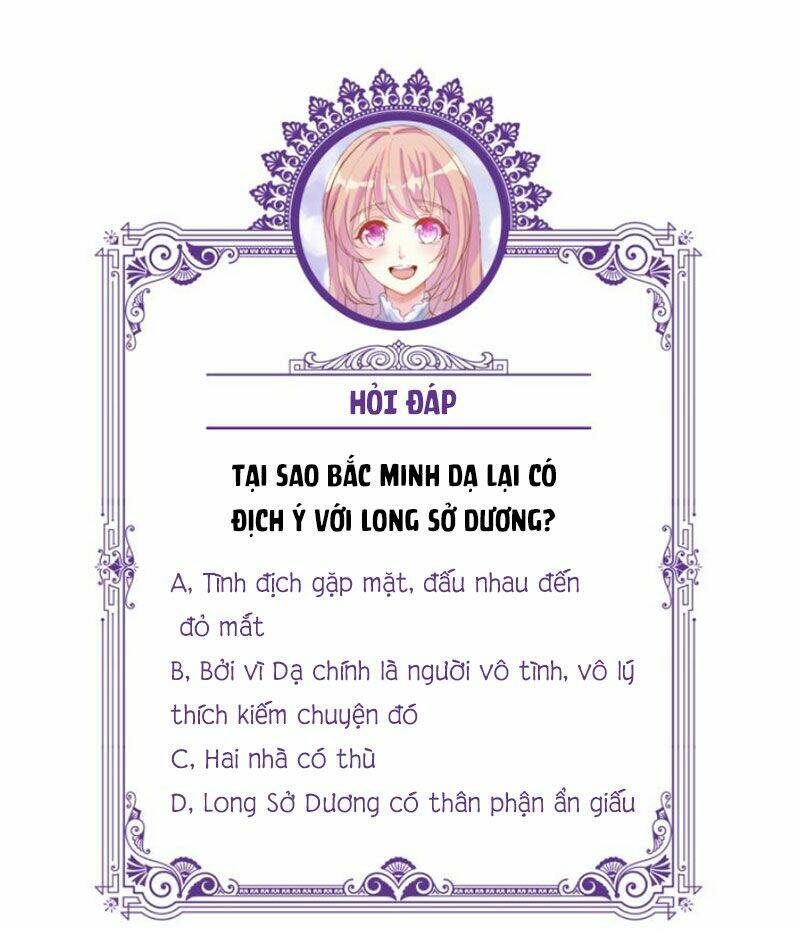 HỎI ĐÁP
TẠI SAO BẮC MINH DẠ LẠI CÓ
ĐỊCH Ý VỚI LONG SỞ DƯƠNG?
A, Tình địch gặp mặt, đấu nhau đến
đỏ mắt
B, Bởi vì Dạ chính là người vô tình, vô lý
thích kiếm chuyện đó
C, Hai nhà có thù
D, Long Sở Dương có thân phận ẩn giấu